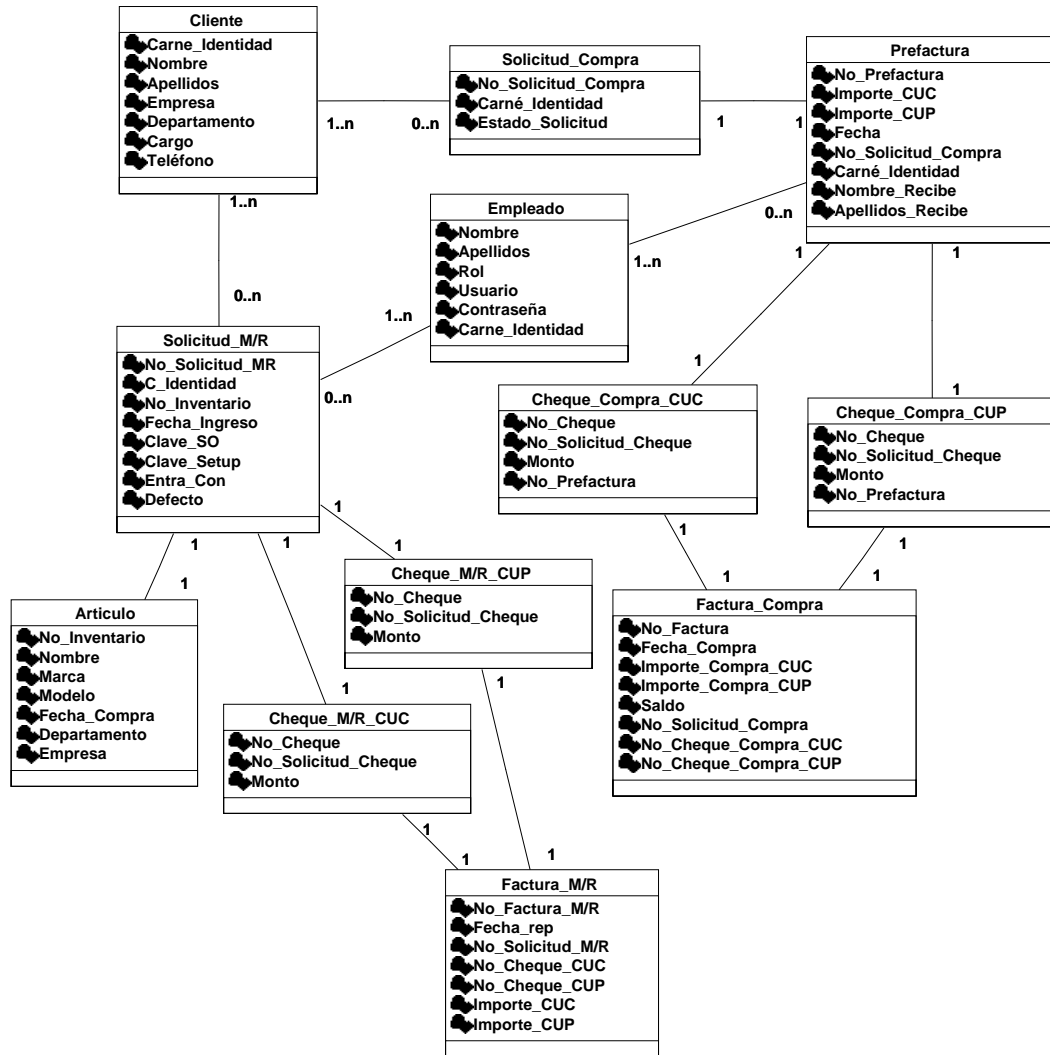 Cliente
Carne_Identidad
Nombre
Apellidos
Empresa
Departamento
Cargo
Teléfono
1..n
0..n
Solicitud_Compra
No_Solicitud_Compra
Carné_Identidad
Estado_Solicitud
1
1
Prefactura
No_Prefactura
Importe_CUC
Importe_CUP
Fecha
No_Solicitud_Compra
Carné_Identidad
Nombre_Recibe
Apellidos_Recibe
1..n
0..n
Empleado
Nombre
Apellidos
Rol
Usuario
Contraseña
Carne_Identidad
1..n
0..n
1
1
1..n
0..n
Solicitud_M/R
No_Solicitud_MR
C_Identidad
No_Inventario
Fecha_Ingreso
Clave_SO
Clave_Setup
Entra_Con
Defecto
1
1
Cheque_Compra_CUC
No_Cheque
No_Solicitud_Cheque
Monto
No_Prefactura
Cheque_Compra_CUP
No_Cheque
No_Solicitud_Cheque
Monto
No_Prefactura
1
1
1
1
1
1
1
Cheque_M/R_CUP
No_Cheque
No_Solicitud_Cheque
Monto
1
1
Factura_Compra
No_Factura
Fecha_Compra
Importe_Compra_CUC
Importe_Compra_CUP
Saldo
No_Solicitud_Compra
No_Cheque_Compra_CUC
No_Cheque_Compra_CUP
Articulo
No_Inventario
Nombre
Marca
Modelo
Fecha_Compra
Departamento
Empresa
1
1
Cheque_M/R_CUC
No_Cheque
No_Solicitud_Cheque
Monto
1
1
1
Factura_M/R
No_Factura_M/R
Fecha_rep
No_Solicitud_M/R
No_Cheque_CUC
No_Cheque_CUP
Importe_CUC
Importe_CUP